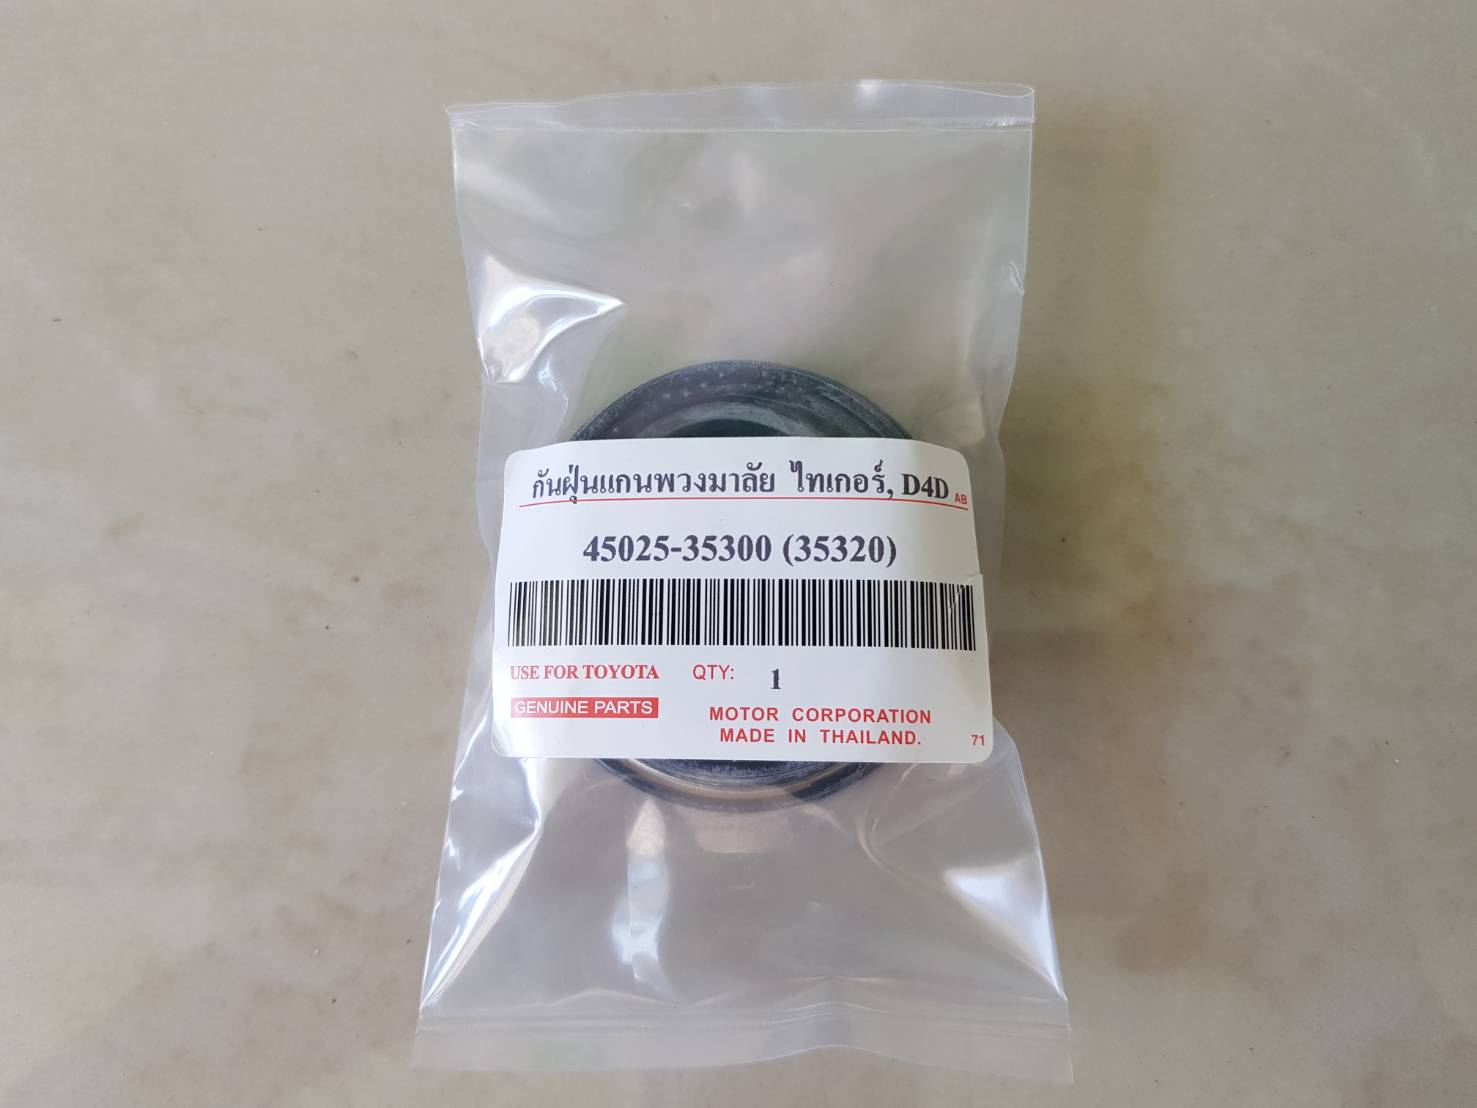 กันฝุ่นแกนพวงมาลัย ไทเกอร์, D4D AB
45025-35300 (35320)
USE FOR TOYOTA QTY: 1
GENUINE PARTS
MOTOR CORPORATION
MADE IN THAILAND.
71